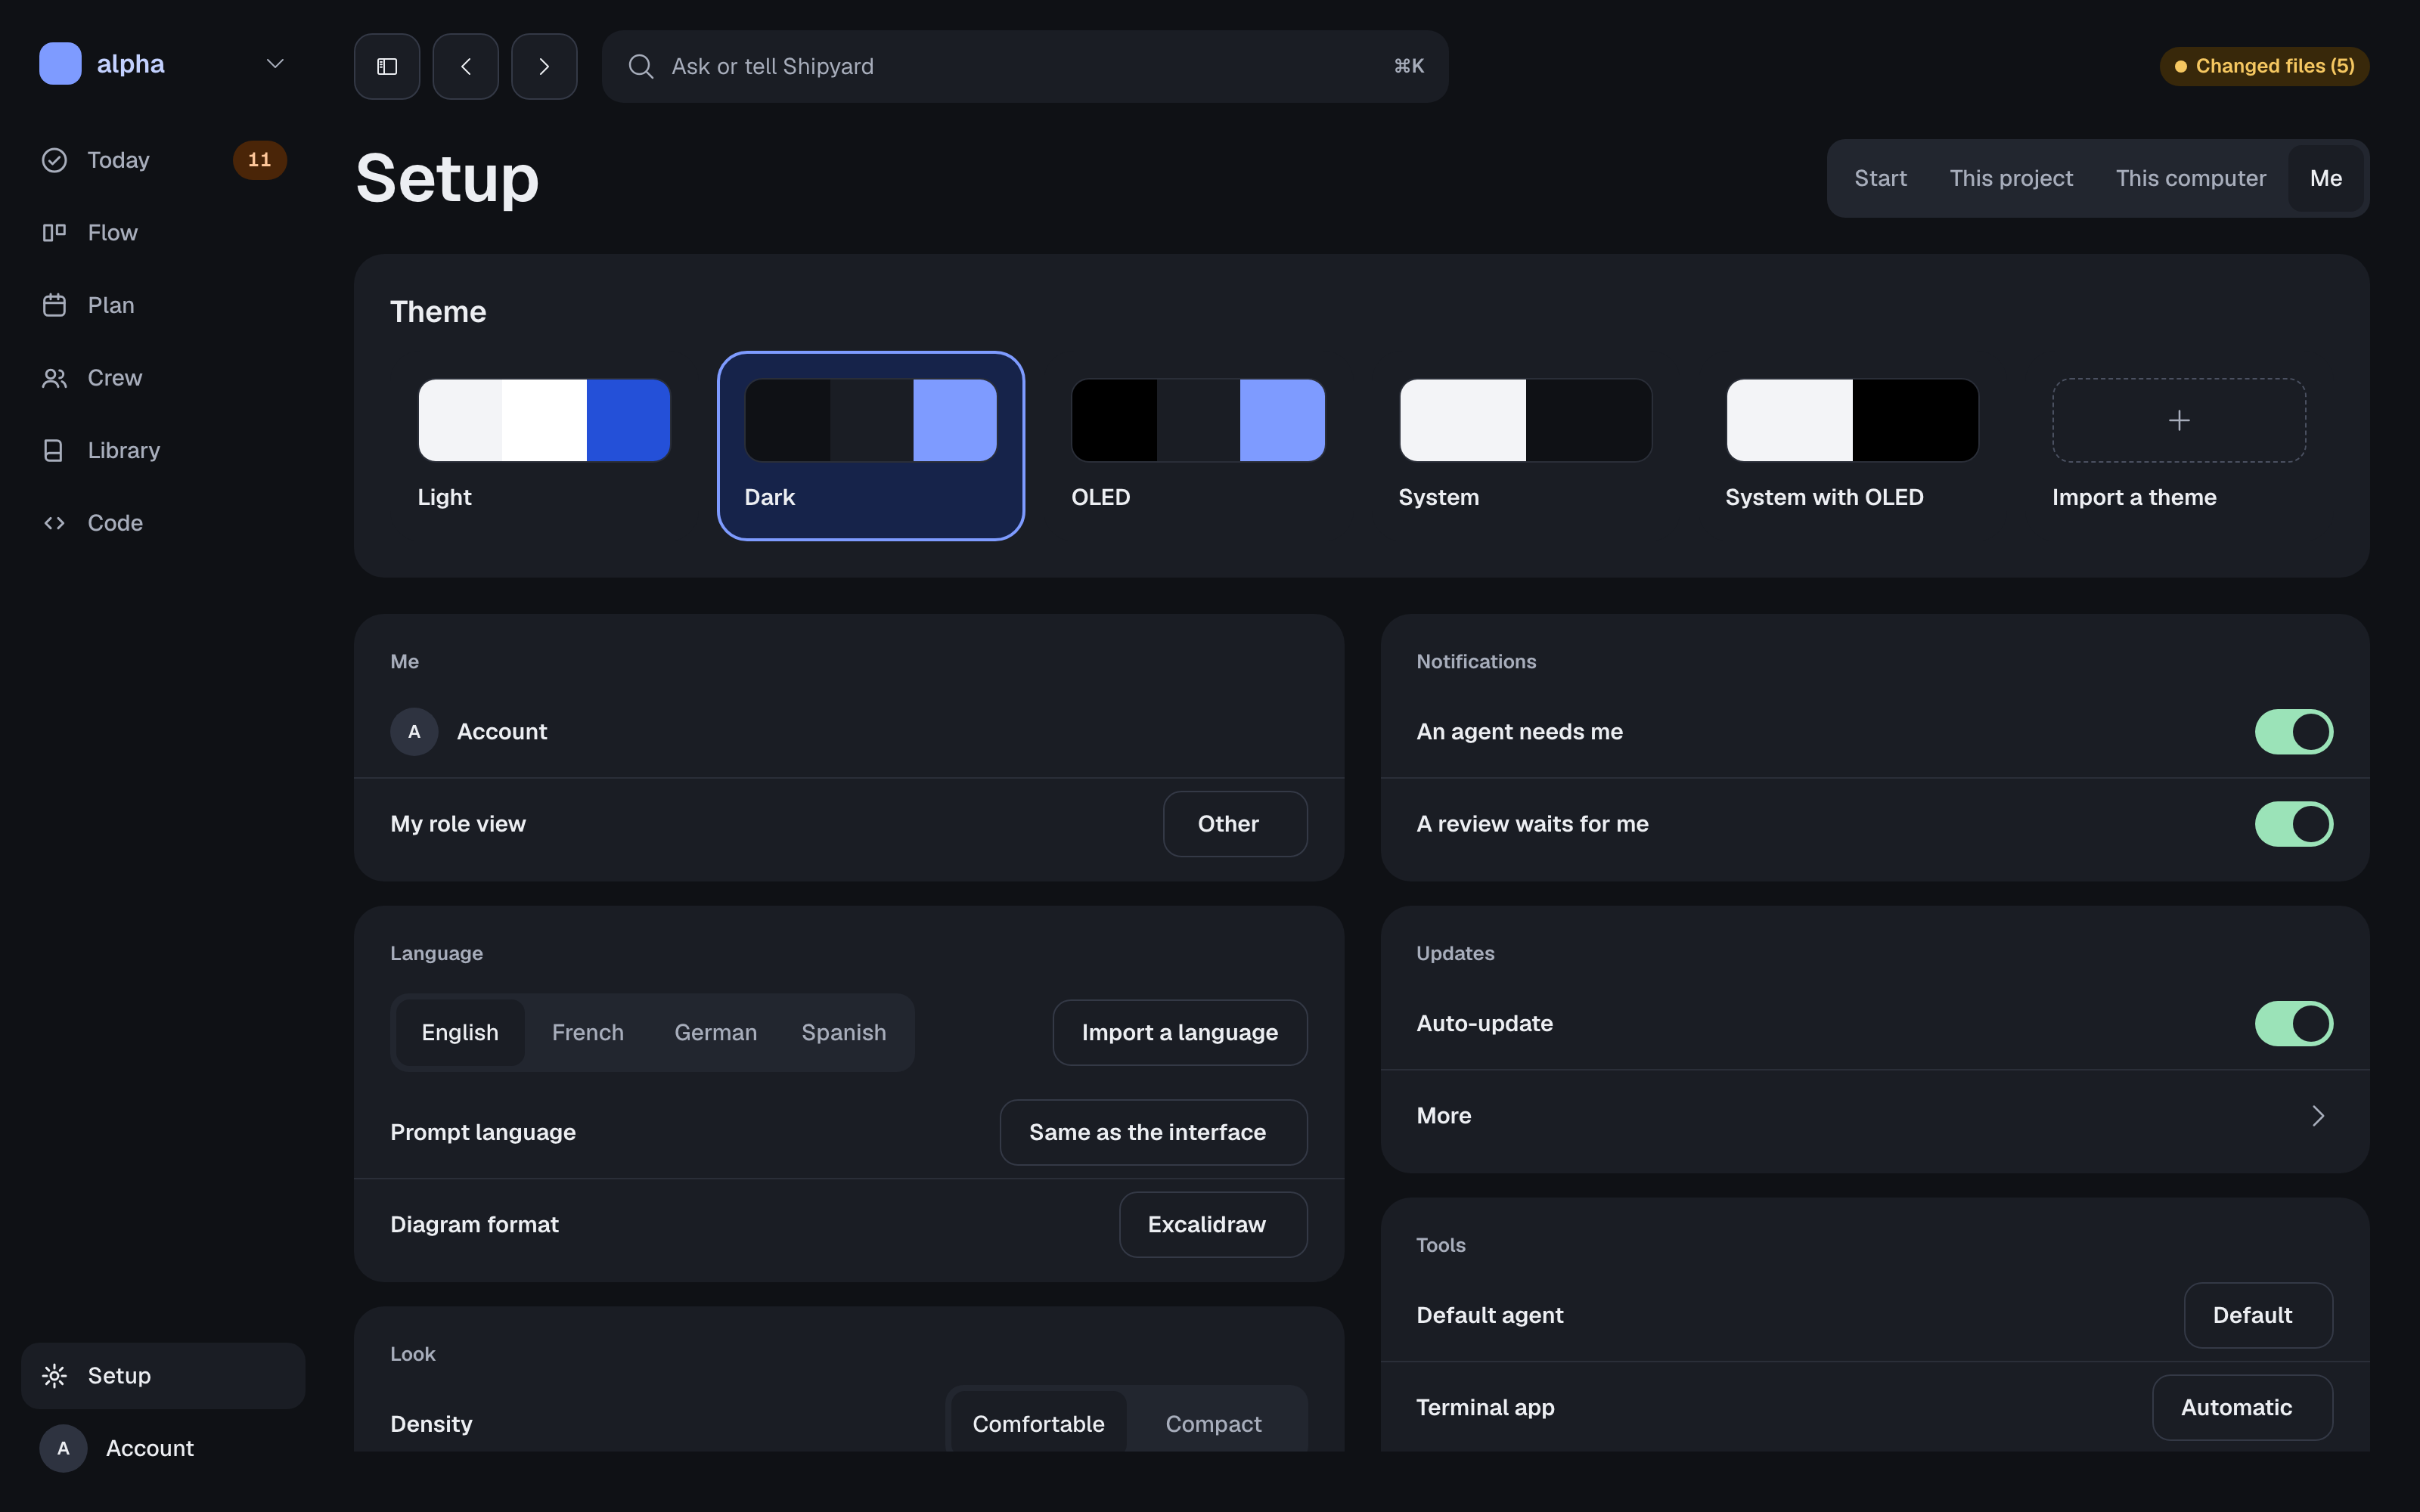 alpha
Ask or tell Shipyard
⌘K
Changed files (5)
Today
11
Flow
Plan
Crew
Library
Code
Setup
Account
A
Setup
Start
This project
This computer
Me
Theme
Light
Dark
OLED
System
System with OLED
Import a theme
Me
A
Account
My role view
Other
Notifications
An agent needs me
A review waits for me
Language
English
French
German
Spanish
Import a language
Prompt language
Same as the interface
Diagram format
Excalidraw
Updates
Auto-update
More
Look
Density
Comfortable
Compact
Tools
Default agent
Default
Terminal app
Automatic